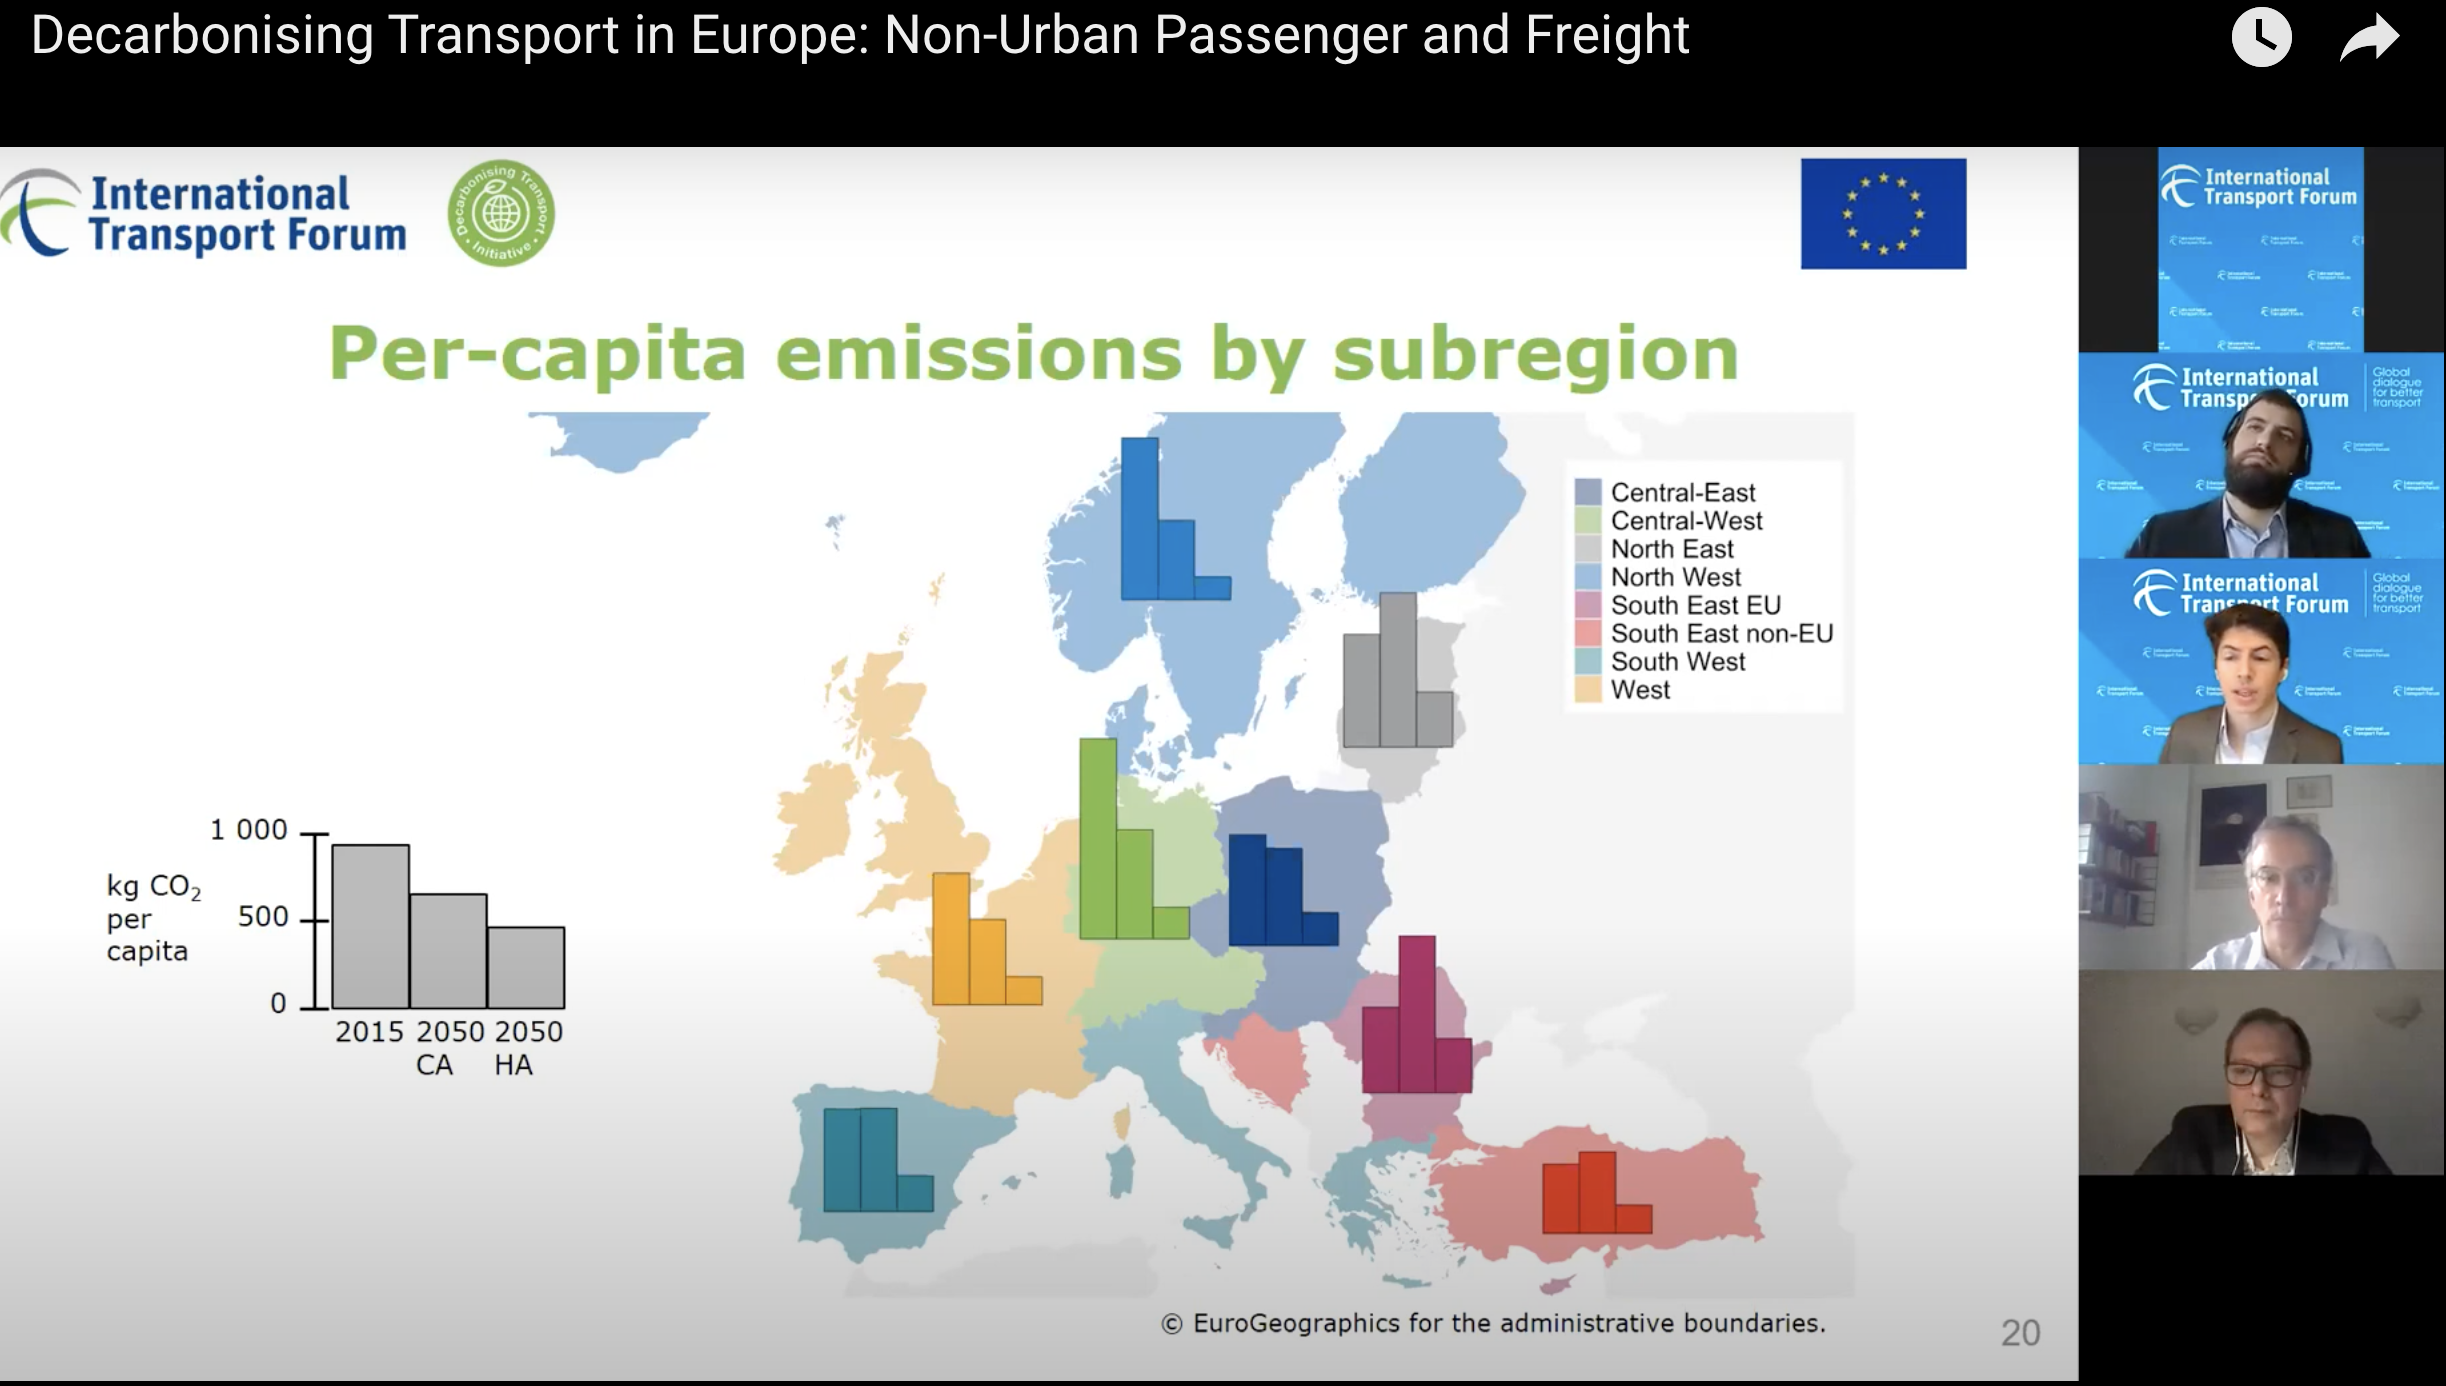 Decarbonising Transport in Europe: Non-Urban Passenger and Freight
International
Transport Forum
Decarbonising Transport
Initiative
Per-capita emissions by subregion
Central-East
Central-West
North East
North West
South East EU
South East non-EU
South West
West
1 000
500
0
kg CO₂
per
capita
2015 2050 2050
CA HA
© EuroGeographics for the administrative boundaries.
20
International
Transport Forum
International
Transport Forum
Global
dialogue
for better
transport
International
Transport Forum
Global
dialogue
for better
transport